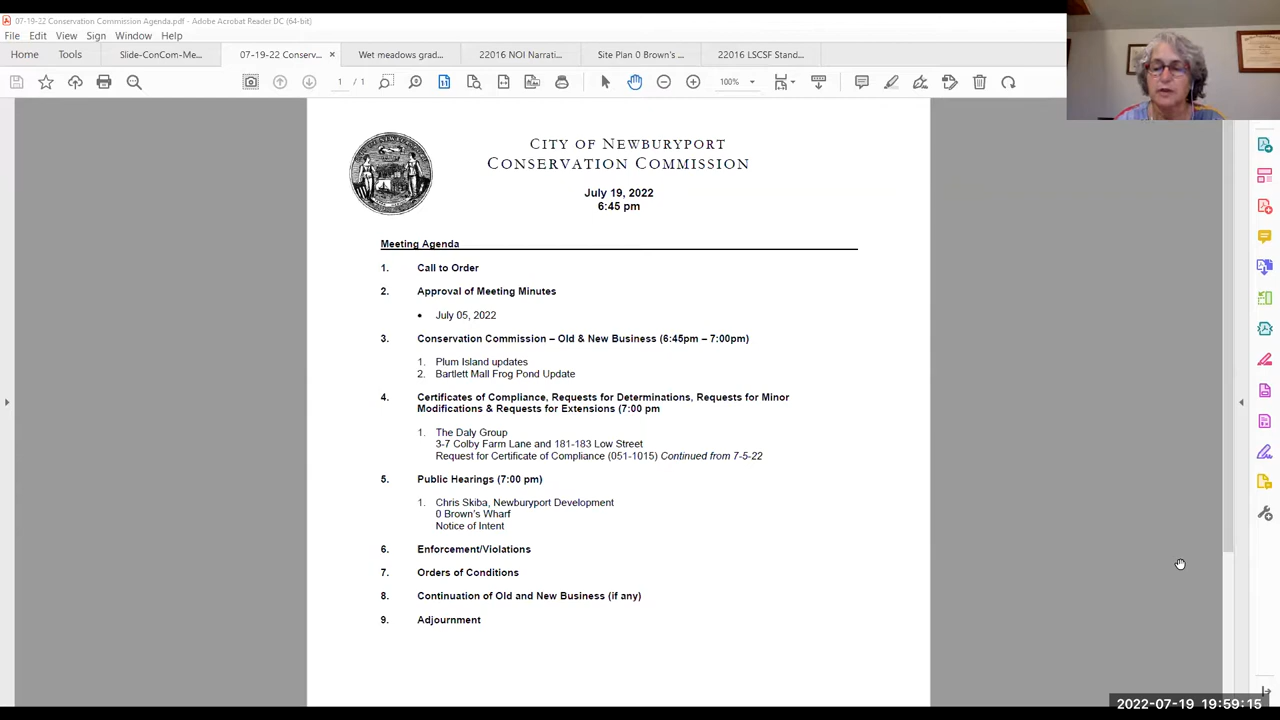 07-19-22 Conservation Commission Agenda.pdf - Adobe Acrobat Reader DC (64-bit)
File Edit View Sign Window Help
Home Tools Slide-ConCom-Me... 07-19-22 Conserv... × Wet meadows grad... 22016 NOI Narrat... Site Plan 0 Brown's ... 22016 LSCSF Stand...
1 / 1 100%
CITY OF NEWBURYPORT
CONSERVATION COMMISSION
July 19, 2022
6:45 pm
Meeting Agenda
1. Call to Order
2. Approval of Meeting Minutes
• July 05, 2022
3. Conservation Commission – Old & New Business (6:45pm – 7:00pm)
1. Plum Island updates
2. Bartlett Mall Frog Pond Update
4. Certificates of Compliance, Requests for Determinations, Requests for Minor
Modifications & Requests for Extensions (7:00 pm
1. The Daly Group
3-7 Colby Farm Lane and 181-183 Low Street
Request for Certificate of Compliance (051-1015) Continued from 7-5-22
5. Public Hearings (7:00 pm)
1. Chris Skiba, Newburyport Development
0 Brown's Wharf
Notice of Intent
6. Enforcement/Violations
7. Orders of Conditions
8. Continuation of Old and New Business (if any)
9. Adjournment
2022-07-19 19:59:15